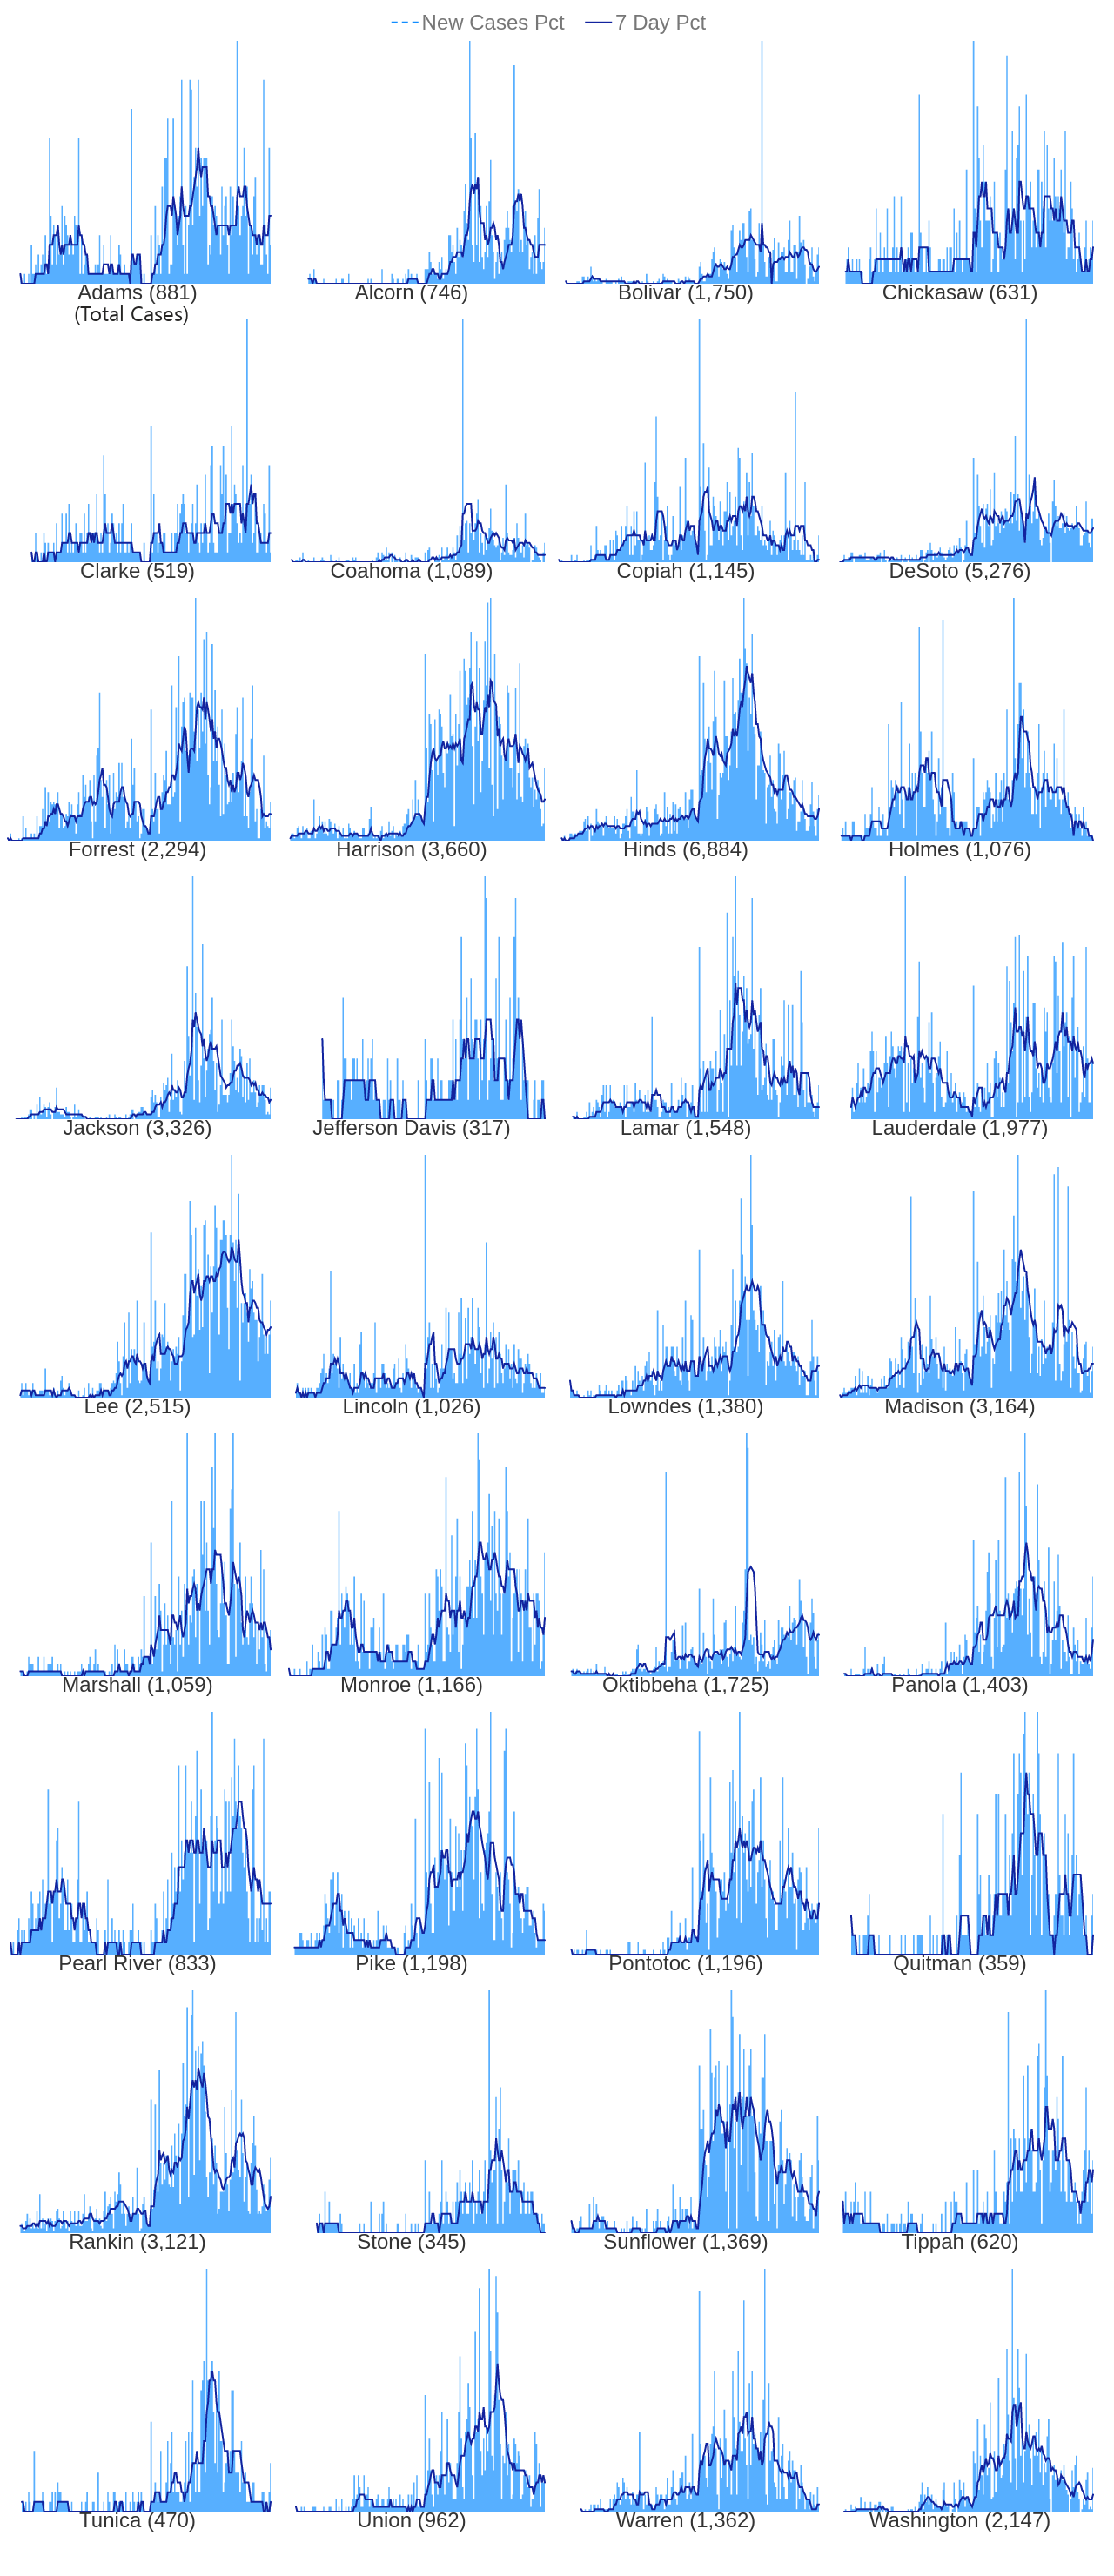 New Cases Pct 7 Day Pct
Adams (881) Alcorn (746) Bolivar (1,750) Chickasaw (631)
(Total Cases)
Clarke (519) Coahoma (1,089) Copiah (1,145) DeSoto (5,276)
Forrest (2,294) Harrison (3,660) Hinds (6,884) Holmes (1,076)
Jackson (3,326) Jefferson Davis (317) Lamar (1,548) Lauderdale (1,977)
Lee (2,515) Lincoln (1,026) Lowndes (1,380) Madison (3,164)
Marshall (1,059) Monroe (1,166) Oktibbeha (1,725) Panola (1,403)
Pearl River (833) Pike (1,198) Pontotoc (1,196) Quitman (359)
Rankin (3,121) Stone (345) Sunflower (1,369) Tippah (620)
Tunica (470) Union (962) Warren (1,362) Washington (2,147)